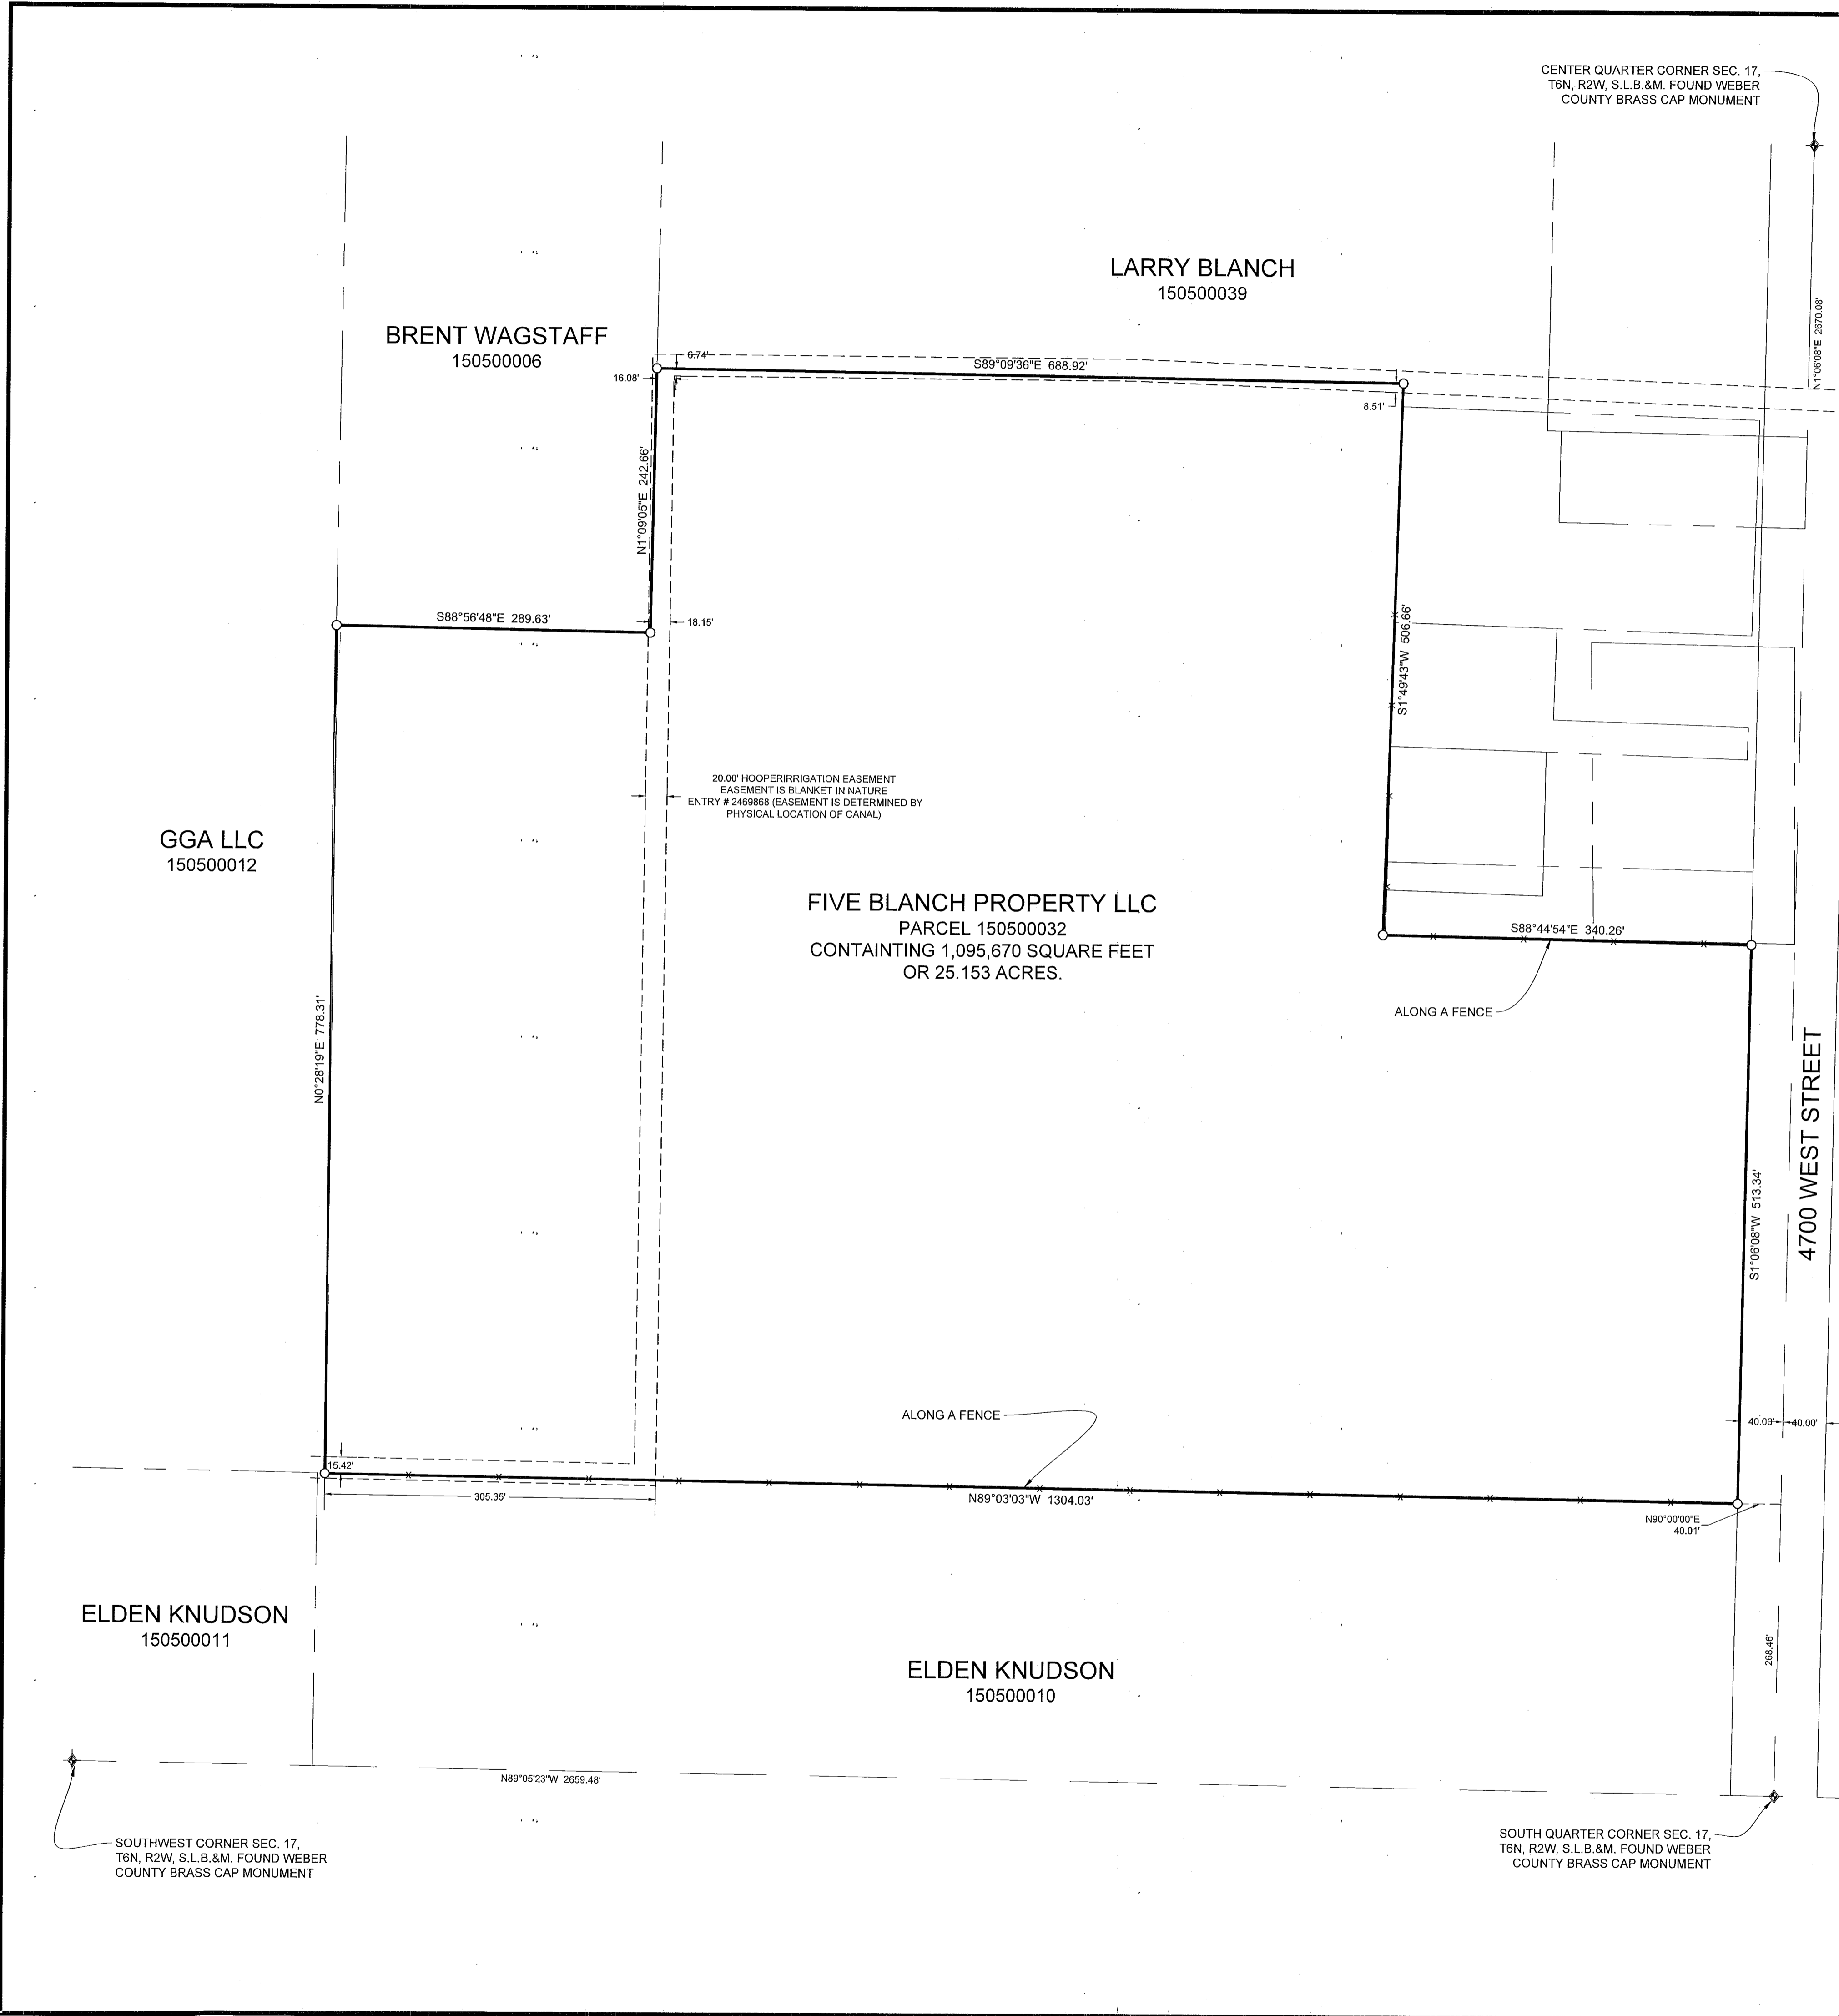 CENTER QUARTER CORNER SEC. 17,
T6N, R2W, S.L.B.&M. FOUND WEBER
COUNTY BRASS CAP MONUMENT
N1°06'08"E 2670.08'
LARRY BLANCH
150500039
BRENT WAGSTAFF
150500006
6.74'
S89°09'36"E 688.92'
16.08'
8.51'
N1°09'05"E 242.66'
S88°56'48"E 289.63'
18.15'
S1°49'43"W 506.66'
20.00' HOOPERIRRIGATION EASEMENT
EASEMENT IS BLANKET IN NATURE
ENTRY # 2469868 (EASEMENT IS DETERMINED BY
PHYSICAL LOCATION OF CANAL)
GGA LLC
150500012
FIVE BLANCH PROPERTY LLC
PARCEL 150500032
CONTAINTING 1,095,670 SQUARE FEET
OR 25.153 ACRES.
S88°44'54"E 340.26'
ALONG A FENCE
N0°28'19"E 778.31'
4700 WEST STREET
S1°06'08"W 513.34'
ALONG A FENCE
40.00'
15.42'
305.35'
N89°03'03"W 1304.03'
N90°00'00"E
40.01'
ELDEN KNUDSON
150500011
268.46'
ELDEN KNUDSON
150500010
N89°05'23"W 2659.48'
SOUTHWEST CORNER SEC. 17,
T6N, R2W, S.L.B.&M. FOUND WEBER
COUNTY BRASS CAP MONUMENT
SOUTH QUARTER CORNER SEC. 17,
T6N, R2W, S.L.B.&M. FOUND WEBER
COUNTY BRASS CAP MONUMENT